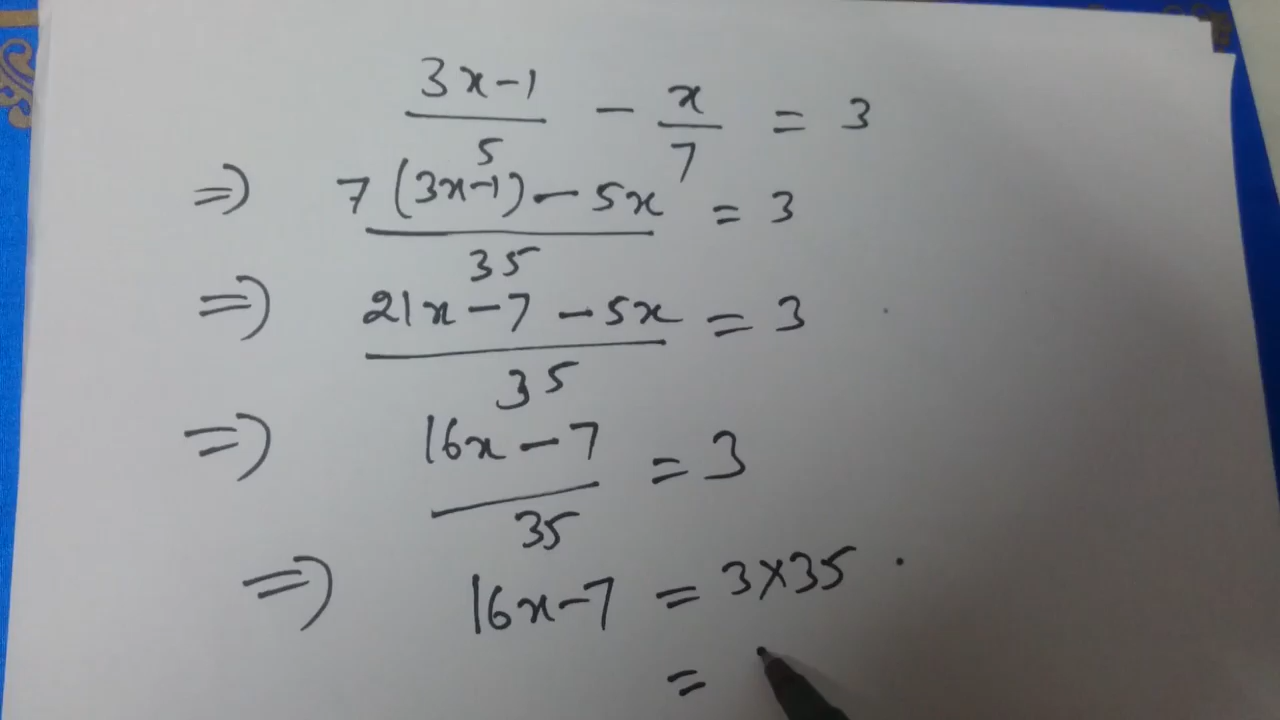 (3x-1)/5 - x/7 = 3
=> (7(3x-1) - 5x)/35 = 3
=> (21x - 7 - 5x)/35 = 3
=> (16x - 7)/35 = 3
=> 16x - 7 = 3×35 .
=